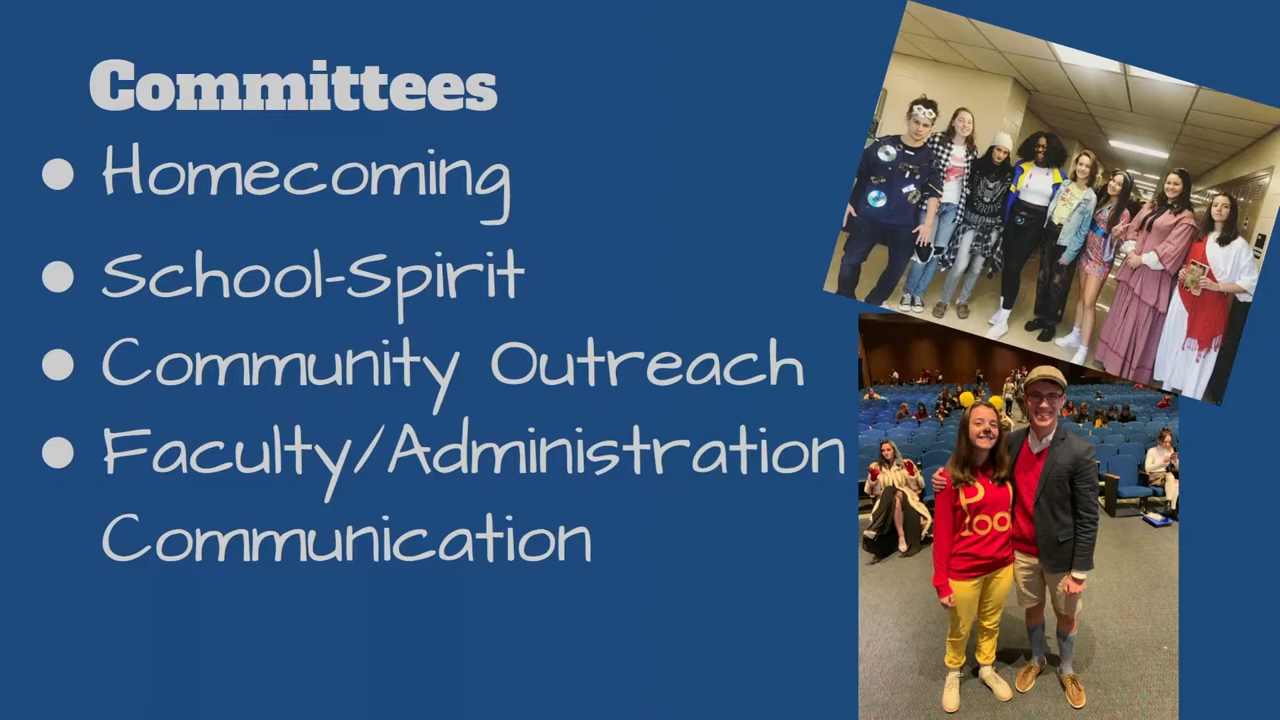 Committees
● Homecoming
● School-Spirit
● Community Outreach
● Faculty/Administration
Communication